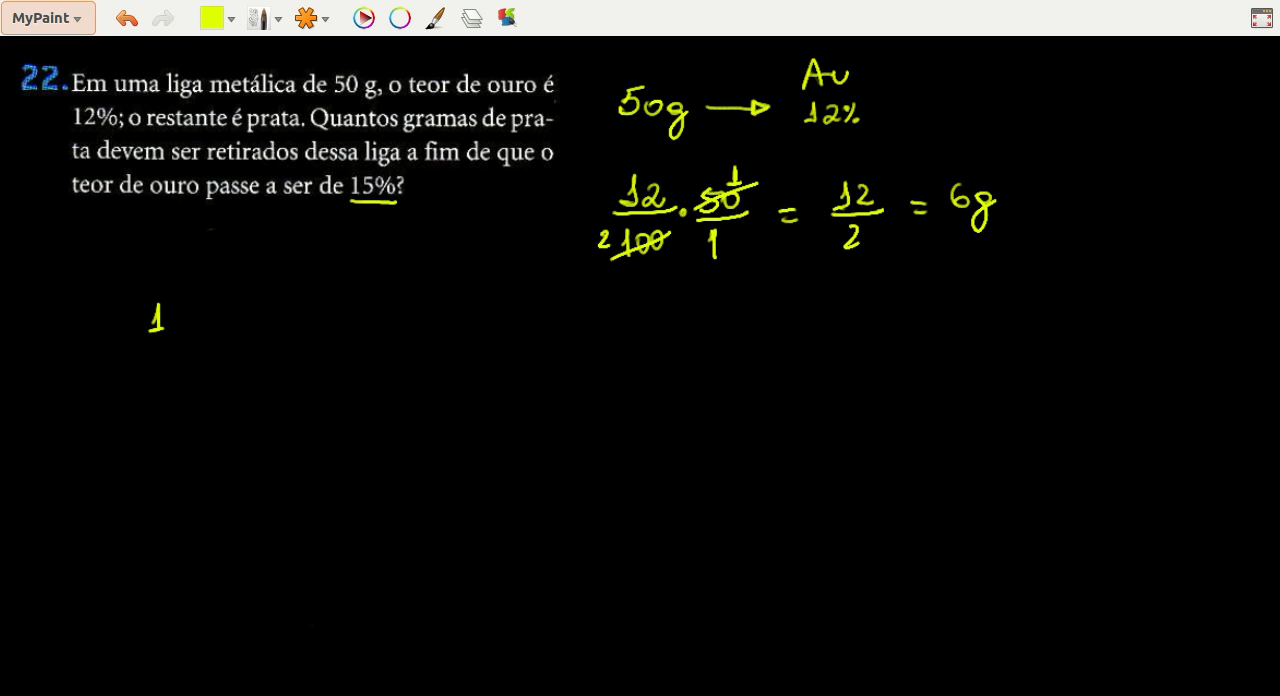 MyPaint
22. Em uma liga metálica de 50 g, o teor de ouro é
12%; o restante é prata. Quantos gramas de pra-
ta devem ser retirados dessa liga a fim de que o
teor de ouro passe a ser de 15%?
50g → Au
12%
12/100 · 50/1 = 12/2 = 6g
2 1
1